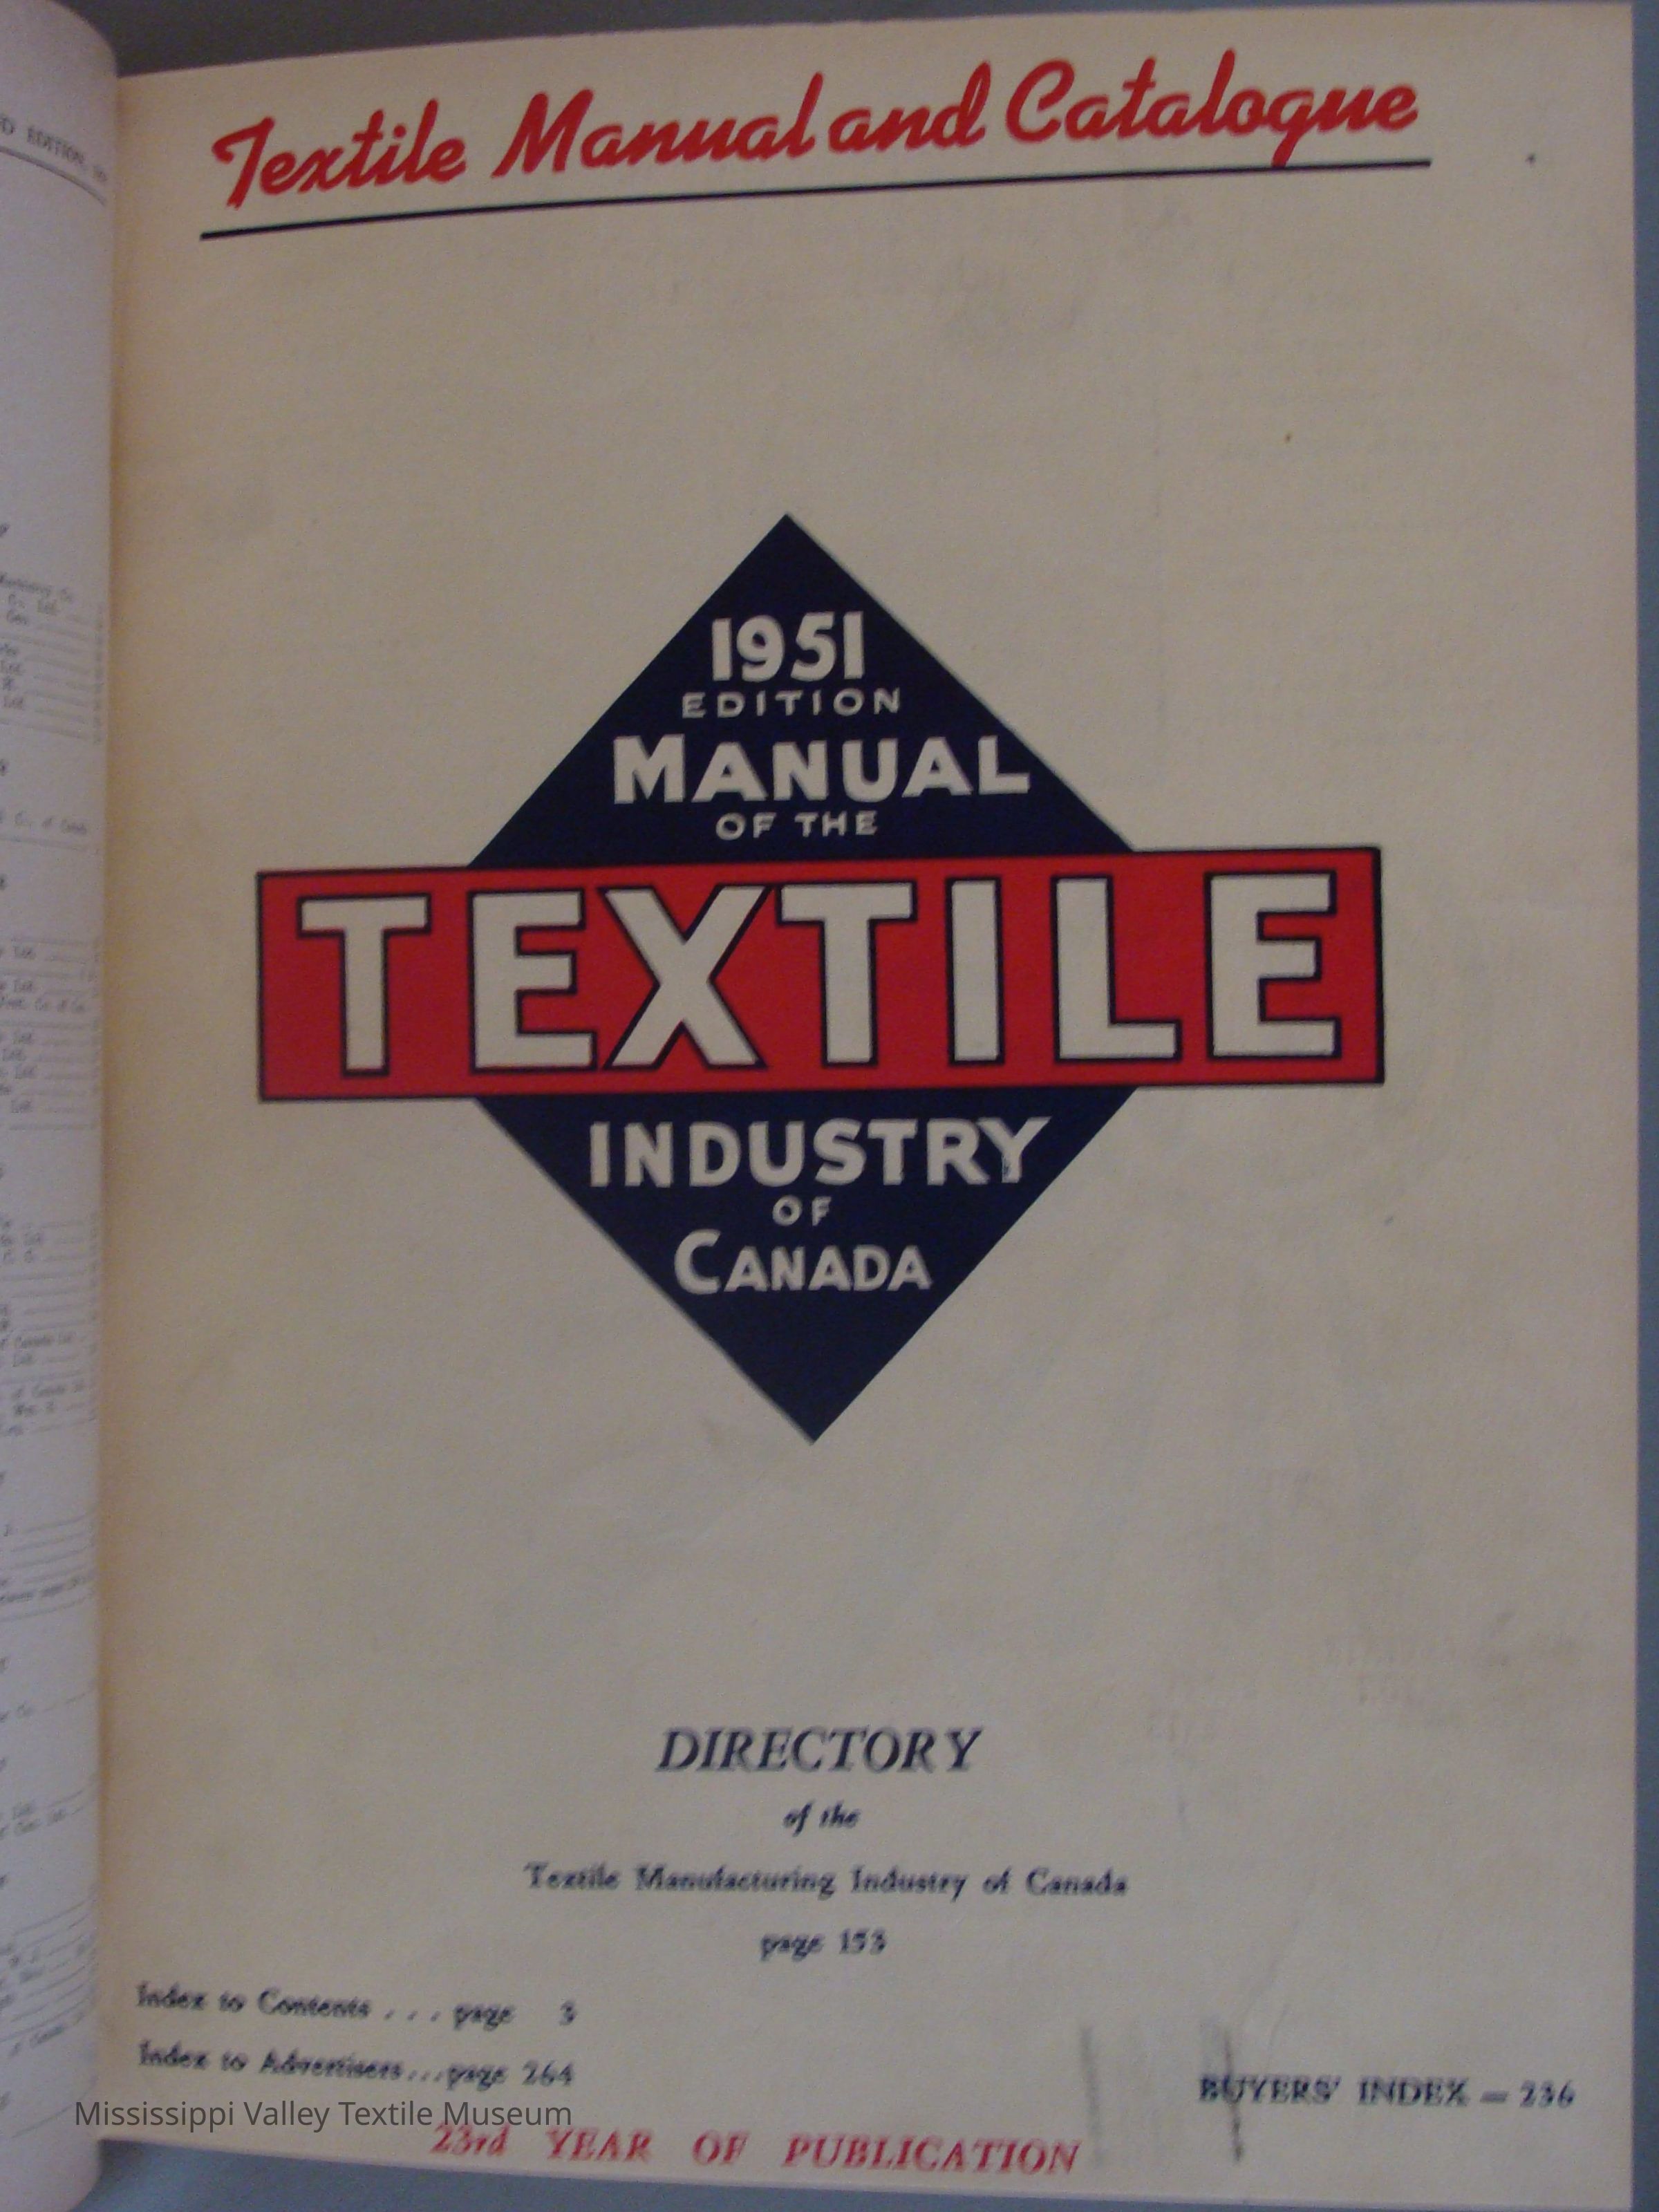 Textile Manual and Catalogue
1951
EDITION
MANUAL
OF THE
TEXTILE
INDUSTRY
OF
CANADA
DIRECTORY
of the
Textile Manufacturing Industry of Canada
page 153
Index to Contents . . . page 3
Index to Advertisers...page 264
BUYERS' INDEX — 236
Mississippi Valley Textile Museum
23rd YEAR OF PUBLICATION